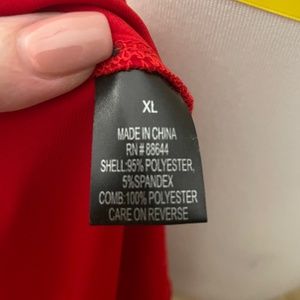 XL
MADE IN CHINA
RN # 88644
SHELL:95% POLYESTER,
5%SPANDEX
COMB:100% POLYESTER
CARE ON REVERSE